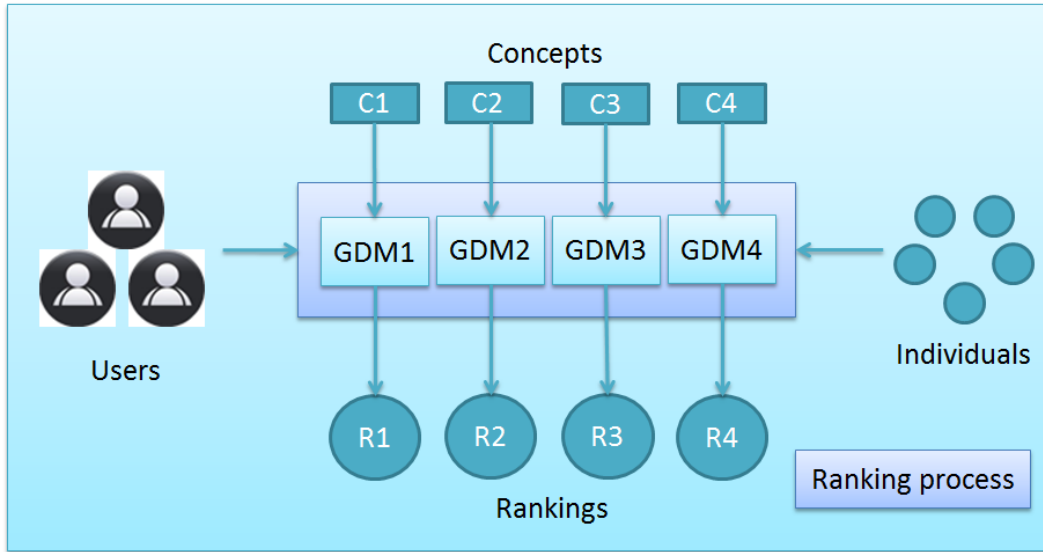 Concepts
C1 C2 C3 C4
GDM1 GDM2 GDM3 GDM4
Users
Individuals
R1 R2 R3 R4
Rankings
Ranking process